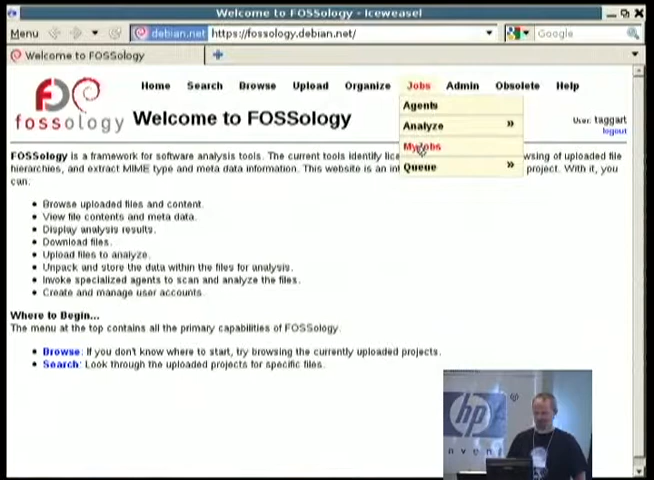 Welcome to FOSSology - Iceweasel
Menu debian.net https://fossology.debian.net/ Google
Welcome to FOSSology
Home Search Browse Upload Organize Jobs Admin Obsolete Help
Agents
Analyze »
My Jobs
Queue »
fossology
Welcome to FOSSology
User: taggart
logout
FOSSology is a framework for software analysis tools. The current tools identify lice wsing of uploaded file
hierarchies, and extract MIME type and meta data information. This website is an int project. With it, you
can:
Browse uploaded files and content.
View file contents and meta data.
Display analysis results.
Download files.
Upload files to analyze.
Unpack and store the data within the files for analysis.
Invoke specialized agents to scan and analyze the files.
Create and manage user accounts.
Where to Begin...
The menu at the top contains all the primary capabilities of FOSSology.
Browse: If you don't know where to start, try browsing the currently uploaded projects.
Search: Look through the uploaded projects for specific files.
hp
invent